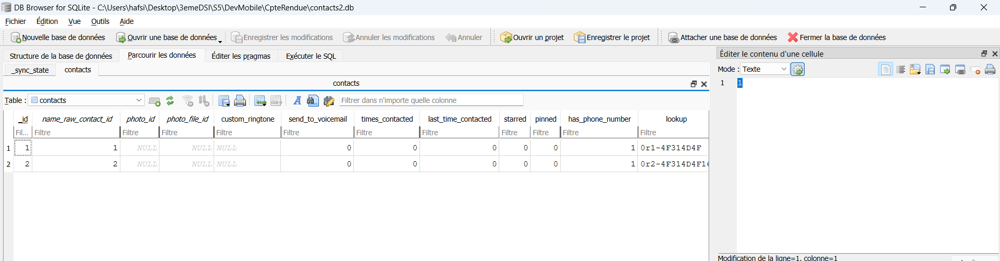 DB Browser for SQLite - C:\Users\hafsi\Desktop\3emeDSI\S5\DevMobile\CpteRendue\contacts2.db
Fichier Édition Vue Outils Aide
Nouvelle base de données Ouvrir une base de données Enregistrer les modifications Annuler les modifications Annuler Ouvrir un projet Enregistrer le projet Attacher une base de données Fermer la base de données
Structure de la base de données Parcourir les données Éditer les pragmas Exécuter le SQL
_sync_state contacts
contacts
Table : contacts Filtrer dans n'importe quelle colonne
_id name_raw_contact_id photo_id photo_file_id custom_ringtone send_to_voicemail times_contacted last_time_contacted starred pinned has_phone_number lookup
Fil... Filtre Filtre Filtre Filtre Filtre Filtre Filtre Filtre Filtre Filtre Filtre
1 1 1 NULL NULL NULL 0 0 0 0 0 1 0r1-4F314D4F
2 2 2 NULL NULL NULL 0 0 0 0 0 1 0r2-4F314D4F16
Éditer le contenu d'une cellule
Mode : Texte
1 1
Modification de la ligne=1, colonne=1